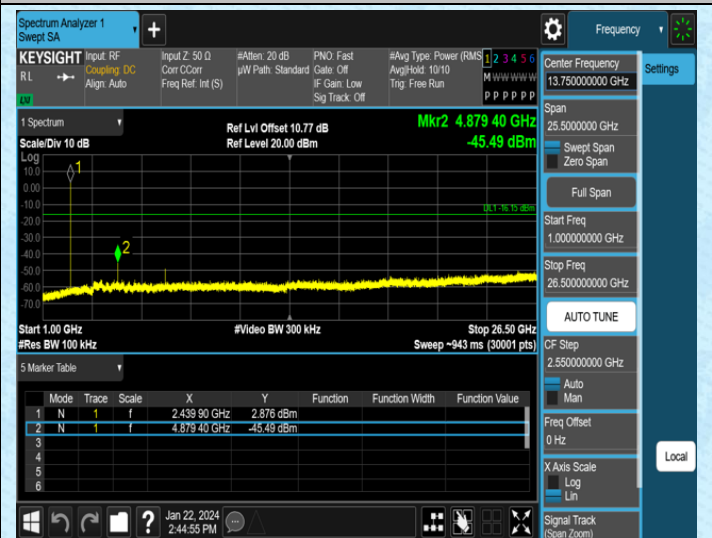 Spectrum Analyzer 1
Swept SA
+
Frequency
KEYSIGHT
RL
LXI
Input: RF
Coupling: DC
Align: Auto
Input Z: 50 Ω
Corr CCorr
Freq Ref: Int (S)
#Atten: 20 dB
µW Path: Standard
PNO: Fast
Gate: Off
IF Gain: Low
Sig Track: Off
#Avg Type: Power (RMS
Avg|Hold: 10/10
Trig: Free Run
1 2 3 4 5 6
M W W W W W
P P P P P P
1 Spectrum
Scale/Div 10 dB
Ref Lvl Offset 10.77 dB
Ref Level 20.00 dBm
Mkr2 4.879 40 GHz
-45.49 dBm
Log
10.0
0.00
-10.0
-20.0
-30.0
-40.0
-50.0
-60.0
-70.0
1
2
DL1 -16.15 dBm
Start 1.00 GHz
#Res BW 100 kHz
#Video BW 300 kHz
Stop 26.50 GHz
Sweep ~943 ms (30001 pts)
5 Marker Table
Mode Trace Scale X Y Function Function Width Function Value
1 N 1 f 2.439 90 GHz 2.876 dBm
2 N 1 f 4.879 40 GHz -45.49 dBm
3
4
5
6
?
Jan 22, 2024
2:44:55 PM
Center Frequency
13.750000000 GHz
Span
25.5000000 GHz
Swept Span
Zero Span
Full Span
Start Freq
1.000000000 GHz
Stop Freq
26.500000000 GHz
AUTO TUNE
CF Step
2.550000000 GHz
Auto
Man
Freq Offset
0 Hz
X Axis Scale
Log
Lin
Signal Track
(Span Zoom)
Settings
Local